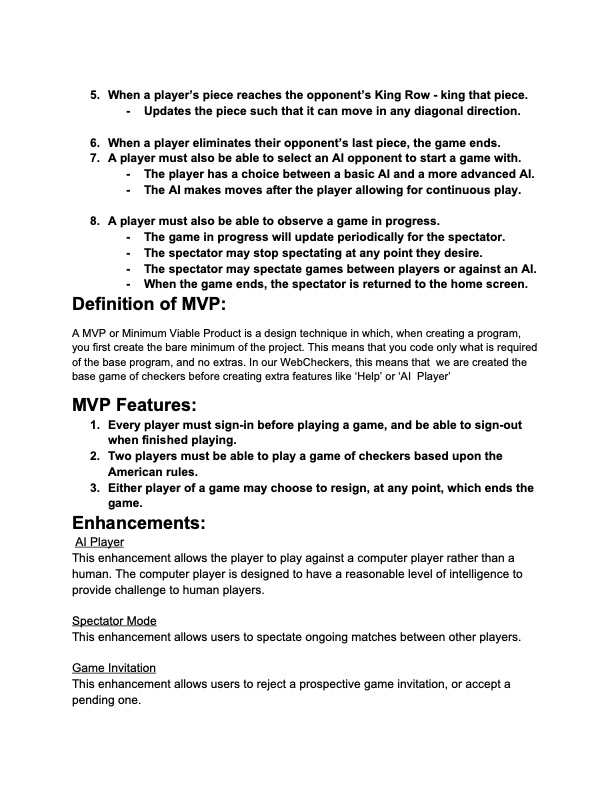 5. When a player’s piece reaches the opponent’s King Row - king that piece.
- Updates the piece such that it can move in any diagonal direction.
6. When a player eliminates their opponent’s last piece, the game ends.
7. A player must also be able to select an AI opponent to start a game with.
- The player has a choice between a basic AI and a more advanced AI.
- The AI makes moves after the player allowing for continuous play.
8. A player must also be able to observe a game in progress.
- The game in progress will update periodically for the spectator.
- The spectator may stop spectating at any point they desire.
- The spectator may spectate games between players or against an AI.
- When the game ends, the spectator is returned to the home screen.
Definition of MVP:
A MVP or Minimum Viable Product is a design technique in which, when creating a program,
you first create the bare minimum of the project. This means that you code only what is required
of the base program, and no extras. In our WebCheckers, this means that  we are created the
base game of checkers before creating extra features like ‘Help’ or ‘AI  Player’
MVP Features:
1. Every player must sign-in before playing a game, and be able to sign-out
when finished playing.
2. Two players must be able to play a game of checkers based upon the
American rules.
3. Either player of a game may choose to resign, at any point, which ends the
game.
Enhancements:
AI Player
This enhancement allows the player to play against a computer player rather than a
human. The computer player is designed to have a reasonable level of intelligence to
provide challenge to human players.
Spectator Mode
This enhancement allows users to spectate ongoing matches between other players.
Game Invitation
This enhancement allows users to reject a prospective game invitation, or accept a
pending one.